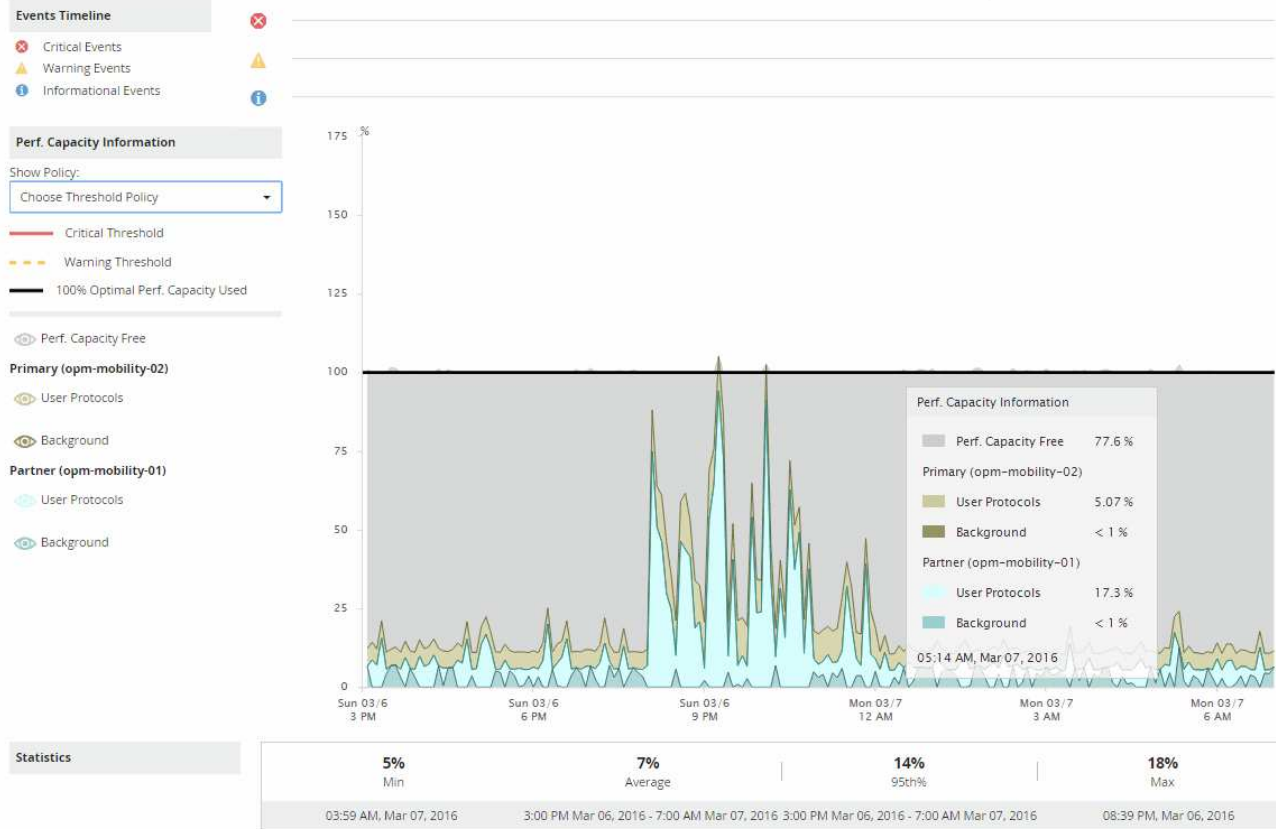 Events Timeline
Critical Events
Warning Events
Informational Events
Perf. Capacity Information
Show Policy:
Choose Threshold Policy
Critical Threshold
Warning Threshold
100% Optimal Perf. Capacity Used
Perf. Capacity Free
Primary (opm-mobility-02)
User Protocols
Background
Partner (opm-mobility-01)
User Protocols
Background
175 %
150
125
100
75
50
25
0
Perf. Capacity Information
Perf. Capacity Free 77.6 %
Primary (opm-mobility-02)
User Protocols 5.07 %
Background < 1 %
Partner (opm-mobility-01)
User Protocols 17.3 %
Background < 1 %
05:14 AM, Mar 07, 2016
Sun 03/6 Sun 03/6 Sun 03/6 Mon 03/7 Mon 03/7 Mon 03/7
3 PM 6 PM 9 PM 12 AM 3 AM 6 AM
Statistics
5% 7% 14% 18%
Min Average 95th% Max
03:59 AM, Mar 07, 2016 3:00 PM Mar 06, 2016 - 7:00 AM Mar 07, 2016 3:00 PM Mar 06, 2016 - 7:00 AM Mar 07, 2016 08:39 PM, Mar 06, 2016